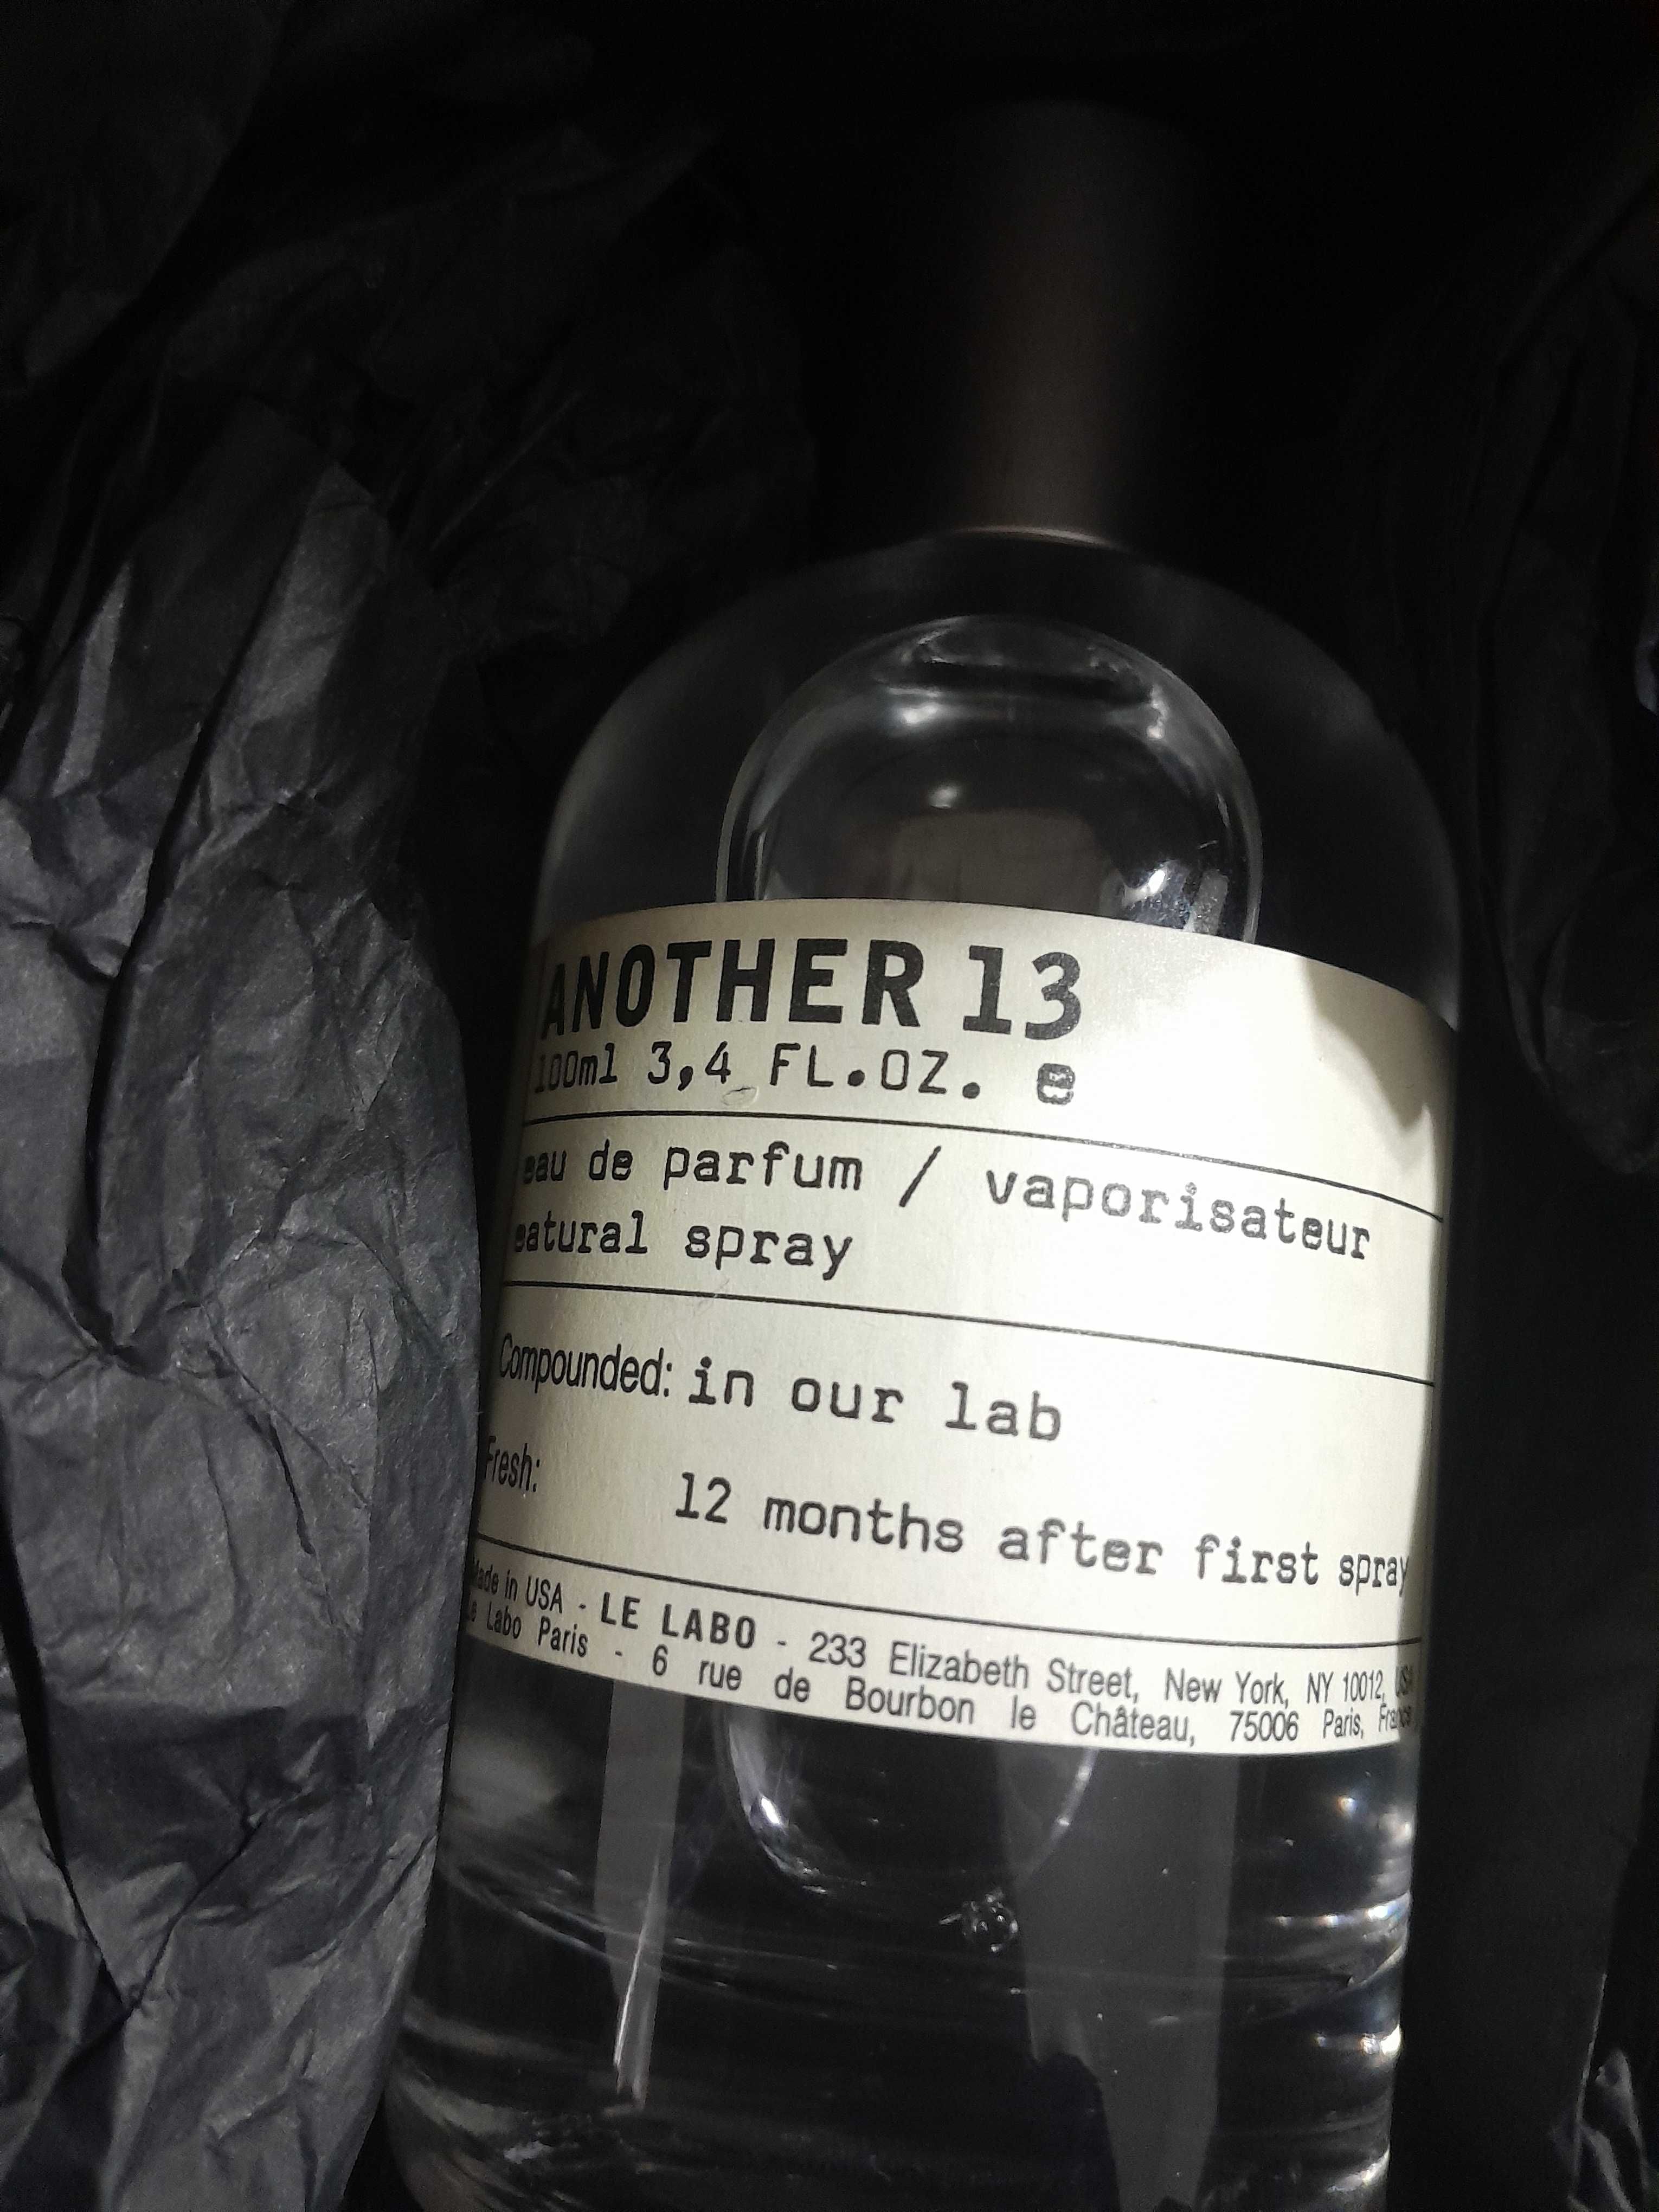 ANOTHER 13
100ml 3,4 FL.OZ. e
eau de parfum / vaporisateur
eatural spray
Compounded: in our lab
Fresh: 12 months after first spray
Made in USA - LE LABO - 233 Elizabeth Street, New York, NY 10012, USA
Le Labo Paris - 6 rue de Bourbon le Château, 75006 Paris, France